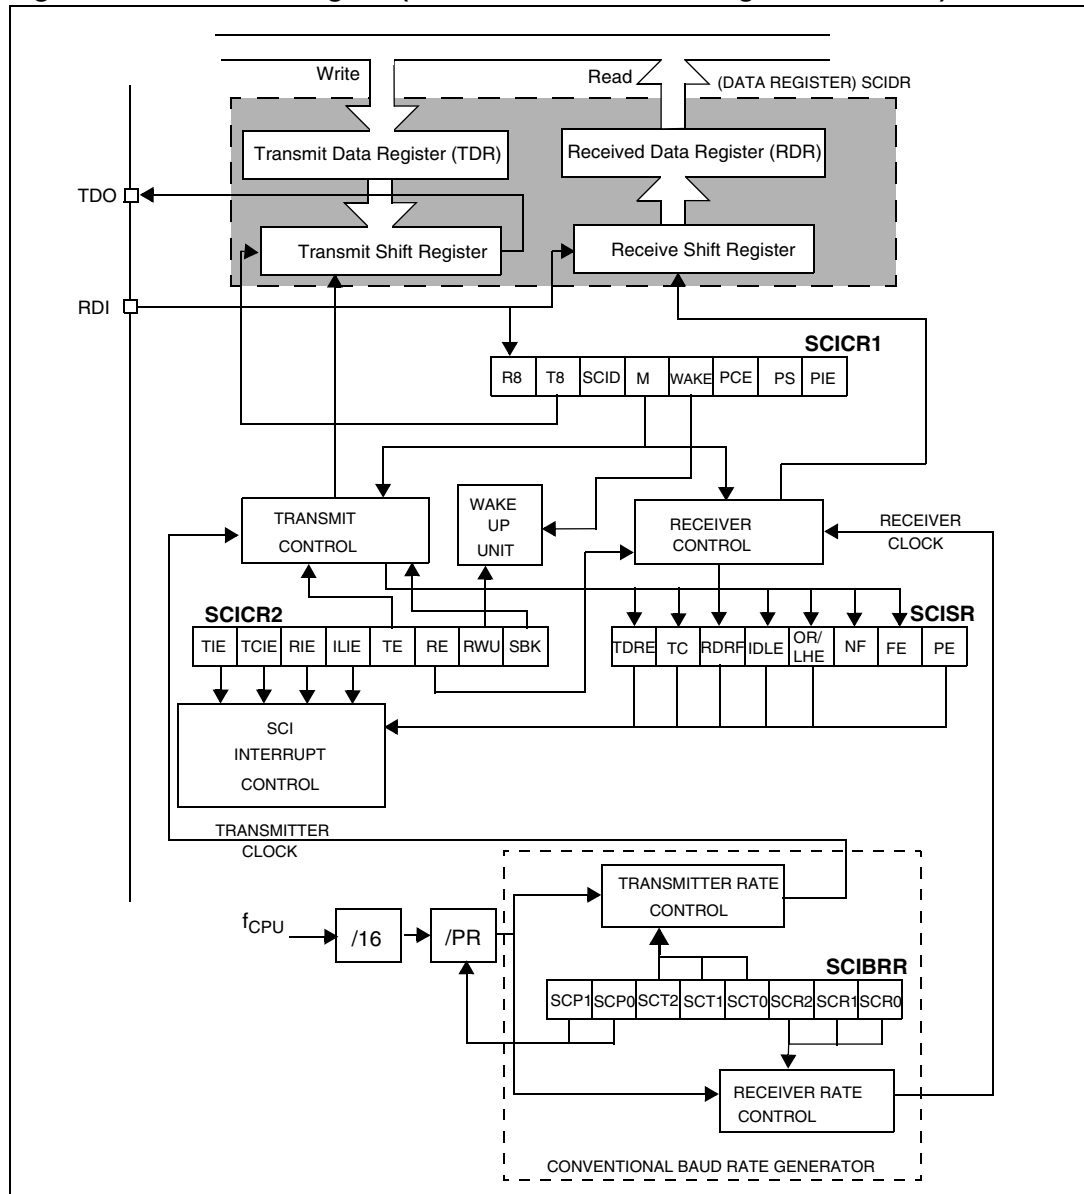 Write
Read
(DATA REGISTER) SCIDR
Transmit Data Register (TDR)
Received Data Register (RDR)
TDO
Transmit Shift Register
Receive Shift Register
RDI
SCICR1
R8 T8 SCID M WAKE PCE PS PIE
TRANSMIT
CONTROL
WAKE
UP
UNIT
RECEIVER
CONTROL
RECEIVER
CLOCK
SCICR2
TIE TCIE RIE ILIE TE RE RWU SBK
SCISR
TDRE TC RDRF IDLE OR/
LHE NF FE PE
SCI
INTERRUPT
CONTROL
TRANSMITTER
CLOCK
TRANSMITTER RATE
CONTROL
fCPU
/16
/PR
SCIBRR
SCP1 SCP0 SCT2 SCT1 SCT0 SCR2 SCR1 SCR0
RECEIVER RATE
CONTROL
CONVENTIONAL BAUD RATE GENERATOR